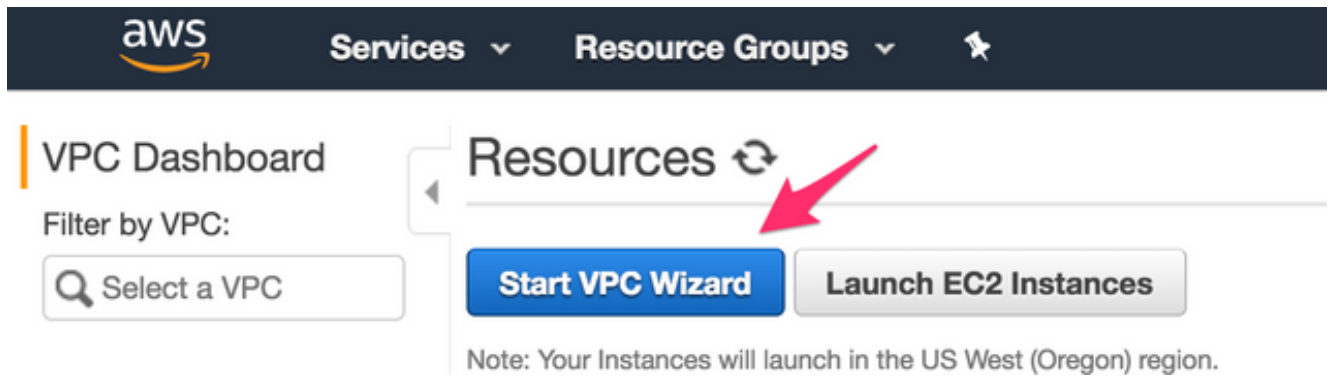 aws Services Resource Groups
VPC Dashboard
Filter by VPC:
Select a VPC
Resources
Start VPC Wizard Launch EC2 Instances
Note: Your Instances will launch in the US West (Oregon) region.